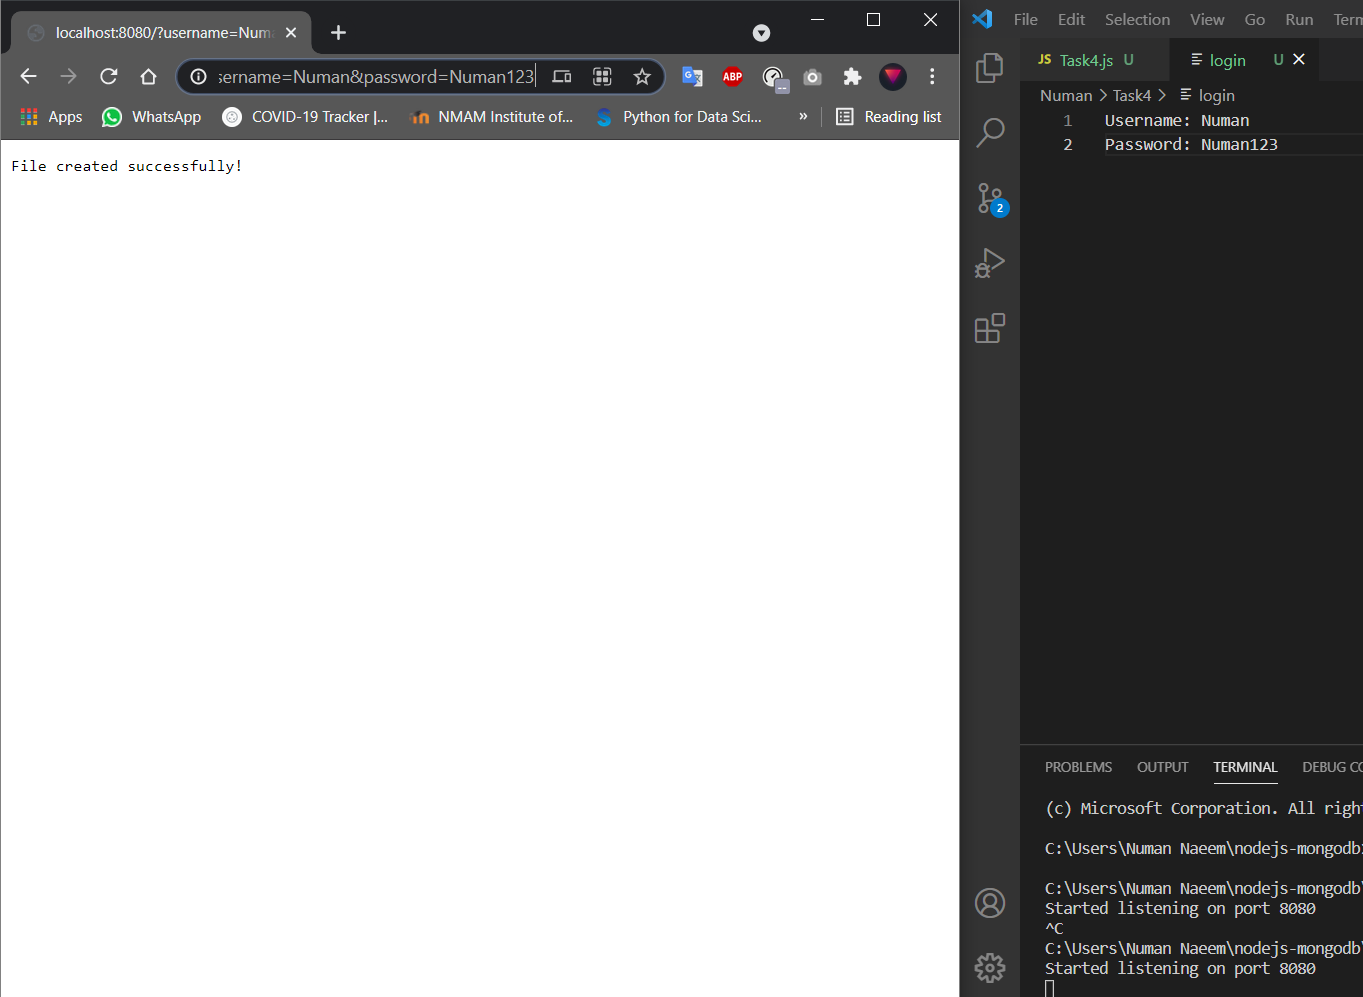 localhost:8080/?username=Num
sername=Numan&password=Numan123
ABP
Apps
WhatsApp
COVID-19 Tracker |...
NMAM Institute of...
Python for Data Sci...
»
Reading list
File created successfully!
File Edit Selection View Go Run Term
JS Task4.js U
login U
Numan > Task4 > login
1 Username: Numan
2 Password: Numan123
2
PROBLEMS OUTPUT TERMINAL DEBUG CO
(c) Microsoft Corporation. All righ
C:\Users\Numan Naeem\nodejs-mongodb
C:\Users\Numan Naeem\nodejs-mongodb
Started listening on port 8080
^C
C:\Users\Numan Naeem\nodejs-mongodb
Started listening on port 8080